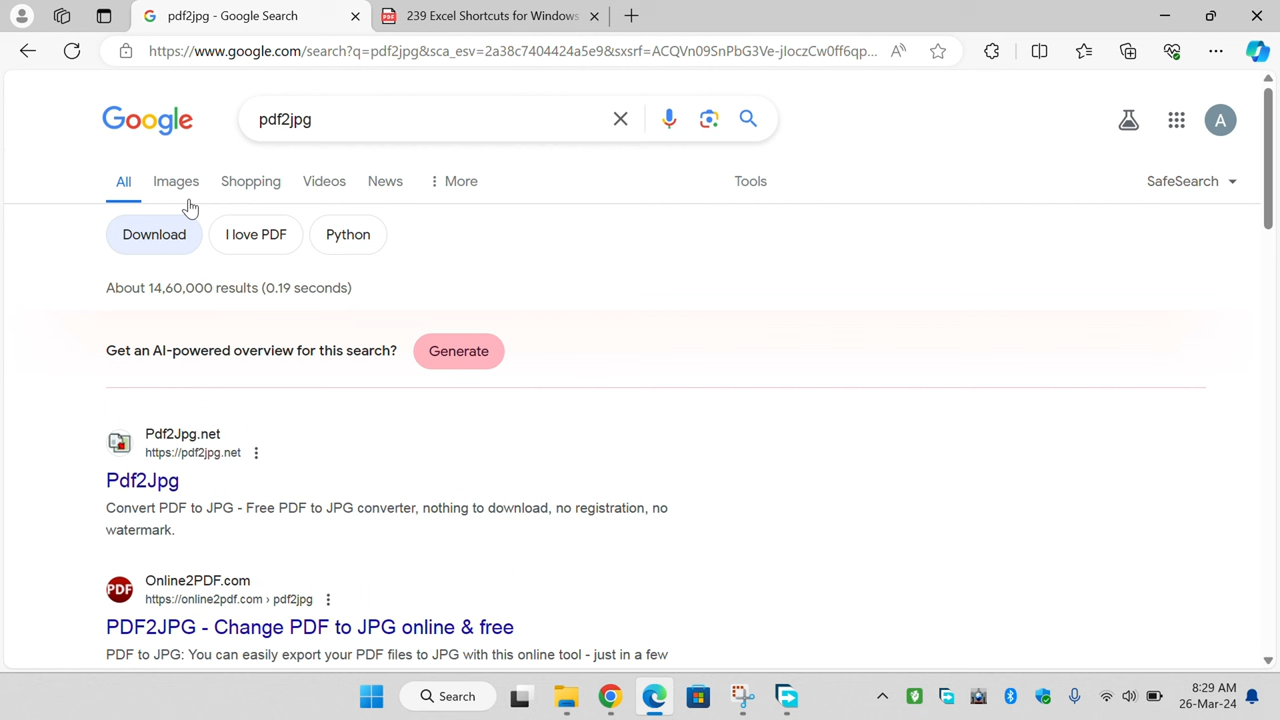 pdf2jpg - Google Search
239 Excel Shortcuts for Windows
https://www.google.com/search?q=pdf2jpg&sca_esv=2a38c7404424a5e9&sxsrf=ACQVn09SnPbG3Ve-jIoczCw0ff6qp...
Google
pdf2jpg
A
All Images Shopping Videos News More Tools SafeSearch
Download I love PDF Python
About 14,60,000 results (0.19 seconds)
Get an AI-powered overview for this search? Generate
Pdf2Jpg.net
https://pdf2jpg.net
Pdf2Jpg
Convert PDF to JPG - Free PDF to JPG converter, nothing to download, no registration, no
watermark.
PDF
Online2PDF.com
https://online2pdf.com › pdf2jpg
PDF2JPG - Change PDF to JPG online & free
PDF to JPG: You can easily export your PDF files to JPG with this online tool - just in a few
Search
8:29 AM
26-Mar-24